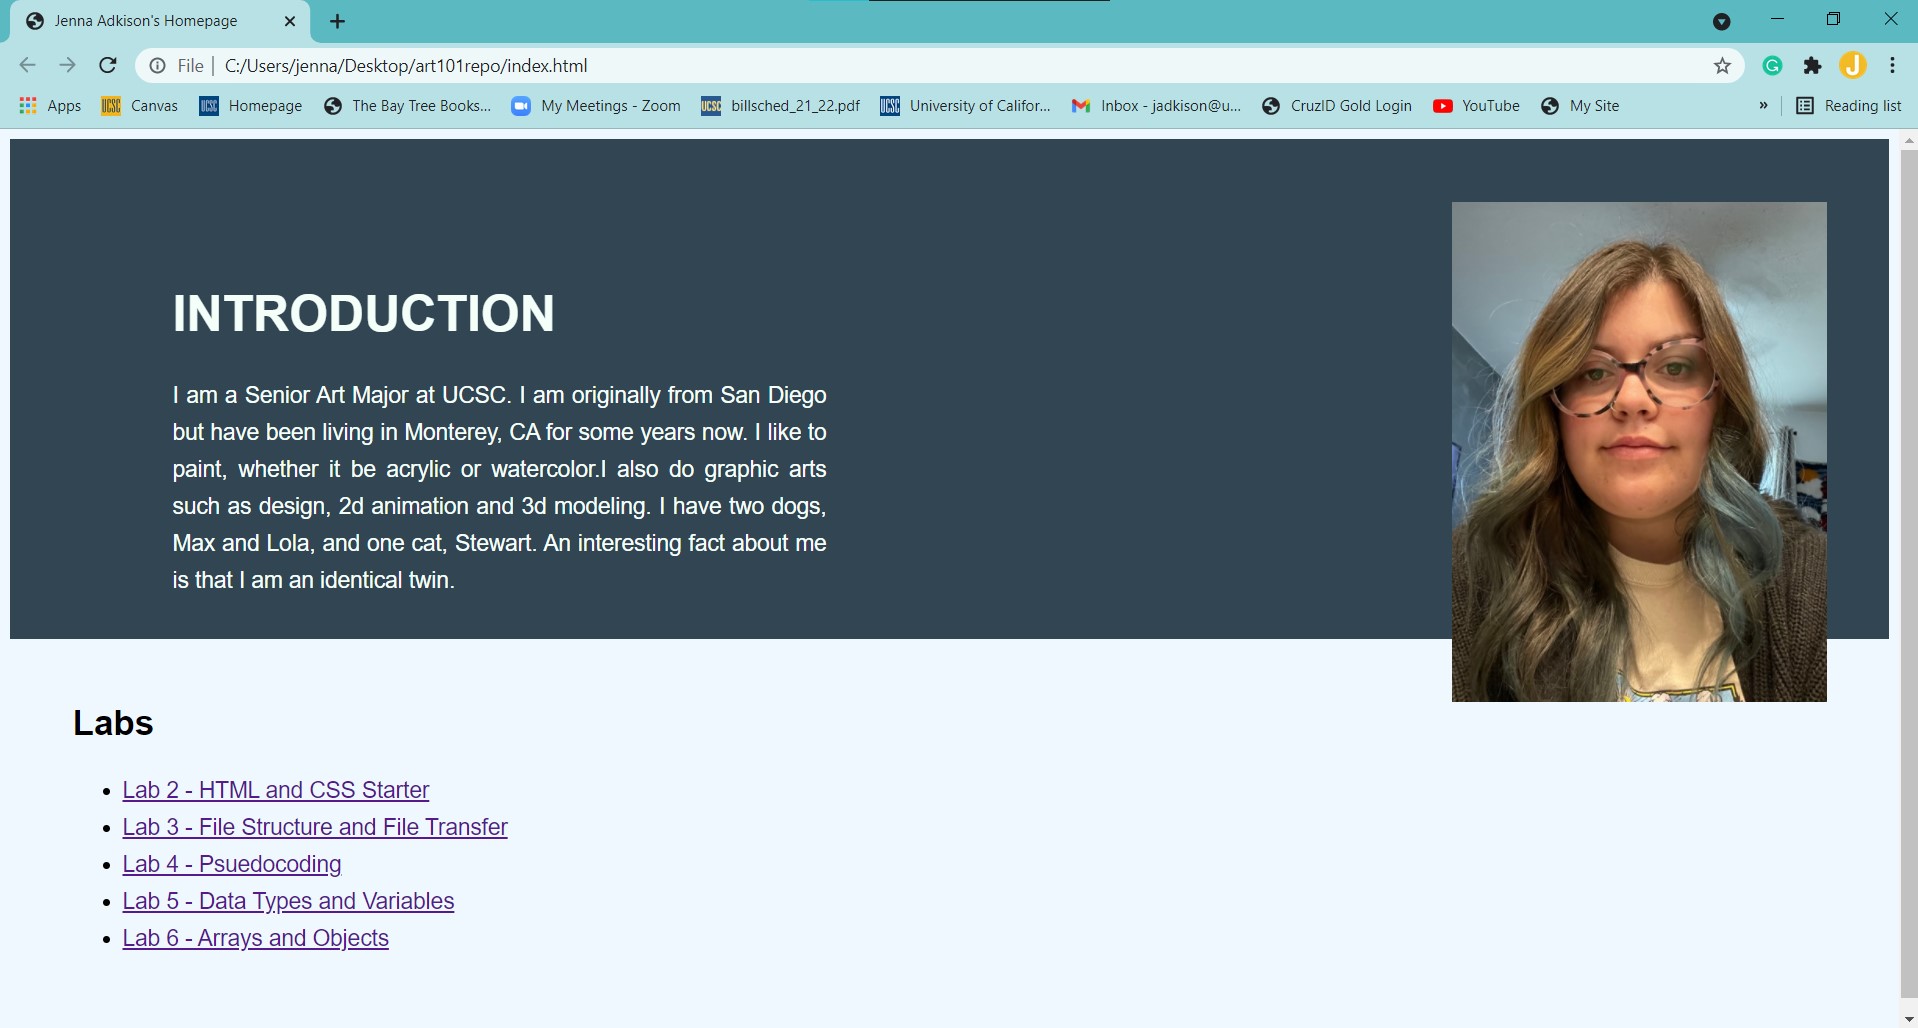 Jenna Adkison's Homepage
File | C:/Users/jenna/Desktop/art101repo/index.html
Apps UCSC Canvas UCSC Homepage The Bay Tree Books... My Meetings - Zoom UCSC billsched_21_22.pdf UCSC University of Califor... Inbox - jadkison@u... CruzID Gold Login YouTube My Site » Reading list
J
INTRODUCTION
I am a Senior Art Major at UCSC. I am originally from San Diego
but have been living in Monterey, CA for some years now. I like to
paint, whether it be acrylic or watercolor.I also do graphic arts
such as design, 2d animation and 3d modeling. I have two dogs,
Max and Lola, and one cat, Stewart. An interesting fact about me
is that I am an identical twin.
Labs
• Lab 2 - HTML and CSS Starter
• Lab 3 - File Structure and File Transfer
• Lab 4 - Psuedocoding
• Lab 5 - Data Types and Variables
• Lab 6 - Arrays and Objects